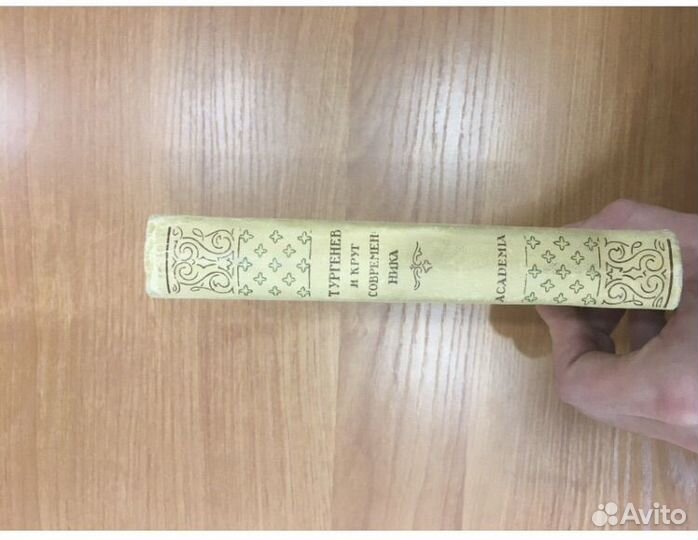 ТУРГЕНЕВ
И КРУГ
СОВРЕМЕН-
НИКА
ACADEMIA
Avito